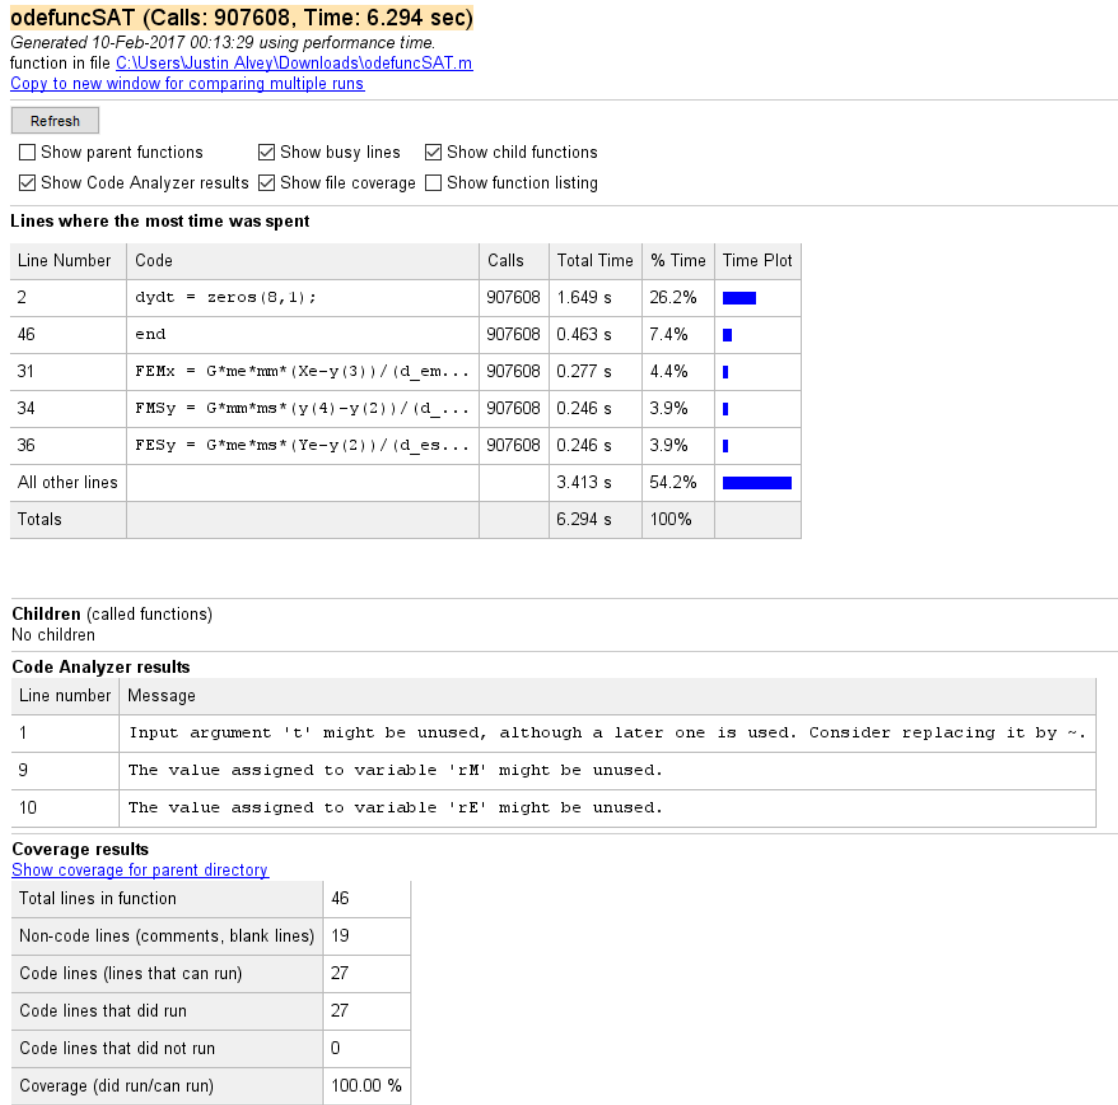 odefuncSAT (Calls: 907608, Time: 6.294 sec)
Generated 10-Feb-2017 00:13:29 using performance time.
function in file C:\Users\Justin Alvey\Downloads\odefuncSAT.m
Copy to new window for comparing multiple runs
Refresh
Show parent functions Show busy lines Show child functions
Show Code Analyzer results Show file coverage Show function listing
Lines where the most time was spent
Line Number Code Calls Total Time % Time Time Plot
2 dydt = zeros(8,1); 907608 1.649 s 26.2%
46 end 907608 0.463 s 7.4%
31 FEMx = G*me*mm*(Xe-y(3))/(d_em... 907608 0.277 s 4.4%
34 FMSy = G*mm*ms*(y(4)-y(2))/(d_... 907608 0.246 s 3.9%
36 FESy = G*me*ms*(Ye-y(2))/(d_es... 907608 0.246 s 3.9%
All other lines 3.413 s 54.2%
Totals 6.294 s 100%
Children (called functions)
No children
Code Analyzer results
Line number Message
1 Input argument 't' might be unused, although a later one is used. Consider replacing it by ~.
9 The value assigned to variable 'rM' might be unused.
10 The value assigned to variable 'rE' might be unused.
Coverage results
Show coverage for parent directory
Total lines in function 46
Non-code lines (comments, blank lines) 19
Code lines (lines that can run) 27
Code lines that did run 27
Code lines that did not run 0
Coverage (did run/can run) 100.00 %